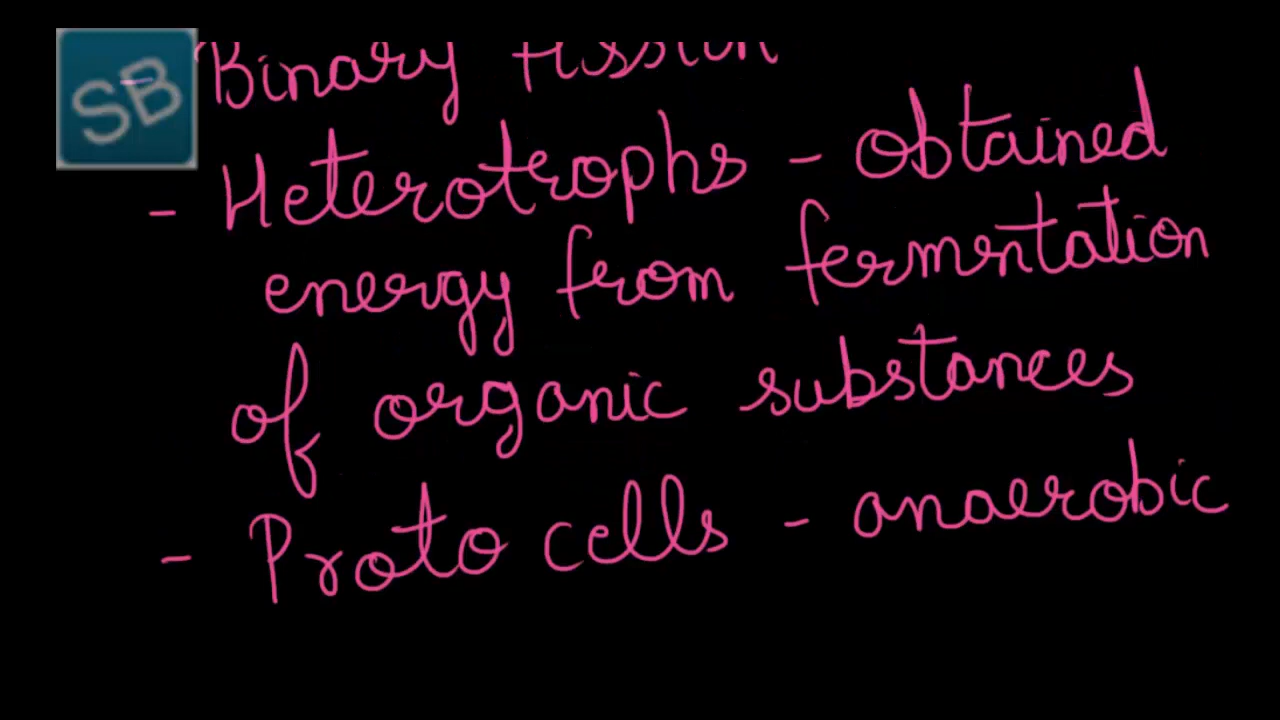 SB
- Binary fission
- Heterotrophs - obtained
energy from fermentation
of organic substances
- Proto cells - anaerobic